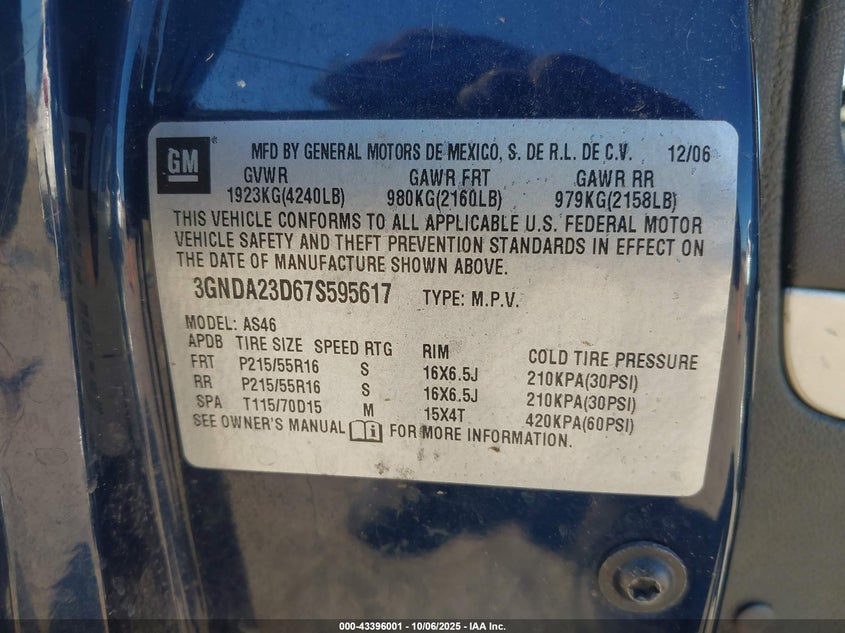 GM
MFD BY GENERAL MOTORS DE MEXICO, S. DE R.L. DE C.V. 12/06
GVWR GAWR FRT GAWR RR
1923KG(4240LB) 980KG(2160LB) 979KG(2158LB)
THIS VEHICLE CONFORMS TO ALL APPLICABLE U.S. FEDERAL MOTOR
VEHICLE SAFETY AND THEFT PREVENTION STANDARDS IN EFFECT ON
THE DATE OF MANUFACTURE SHOWN ABOVE.
3GNDA23D67S595617 TYPE: M.P.V.
MODEL: AS46
APDB TIRE SIZE SPEED RTG RIM COLD TIRE PRESSURE
FRT P215/55R16 S 16X6.5J 210KPA(30PSI)
RR P215/55R16 S 16X6.5J 210KPA(30PSI)
SPA T115/70D15 M 15X4T 420KPA(60PSI)
SEE OWNER'S MANUAL FOR MORE INFORMATION.
000-43396001 - 10/06/2025 - IAA Inc.